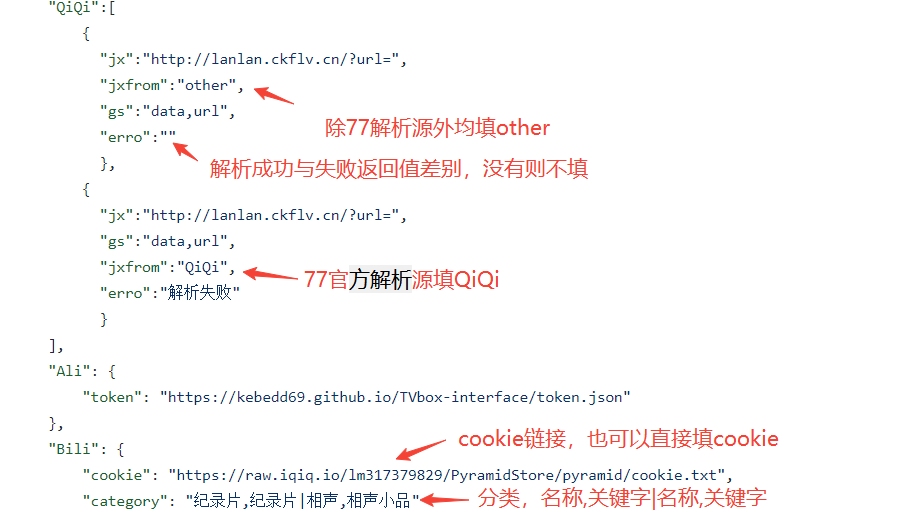 "QiQi":[
{
"jx":"http://lanlan.ckflv.cn/?url=",
"jxfrom":"other",
"gs":"data,url",
除77解析源外均填other
"erro":""
},
解析成功与失败返回值差别，没有则不填
{
"jx":"http://lanlan.ckflv.cn/?url=",
"gs":"data,url",
"jxfrom":"QiQi",
77官方解析源填QiQi
"erro":"解析失败"
}
],
"Ali": {
"token": "https://kebedd69.github.io/TVbox-interface/token.json"
},
"Bili": {
cookie链接，也可以直接填cookie
"cookie": "https://raw.iqiq.io/lm317379829/PyramidStore/pyramid/cookie.txt",
"category": "纪录片,纪录片|相声,相声小品"
分类，名称,关键字|名称,关键字